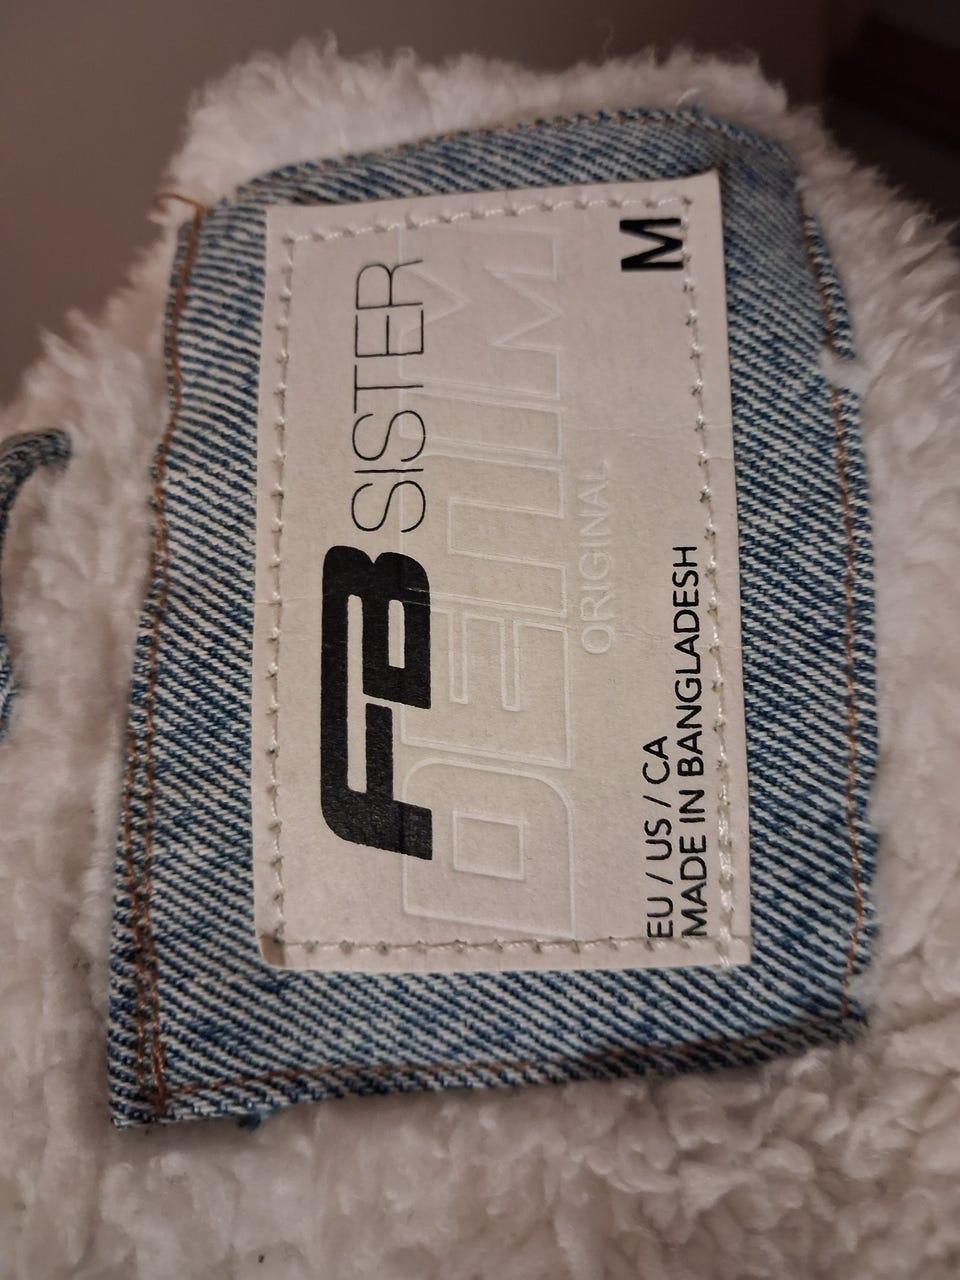 FB SISTER
DENIM
ORIGINAL
EU / US / CA
MADE IN BANGLADESH
M